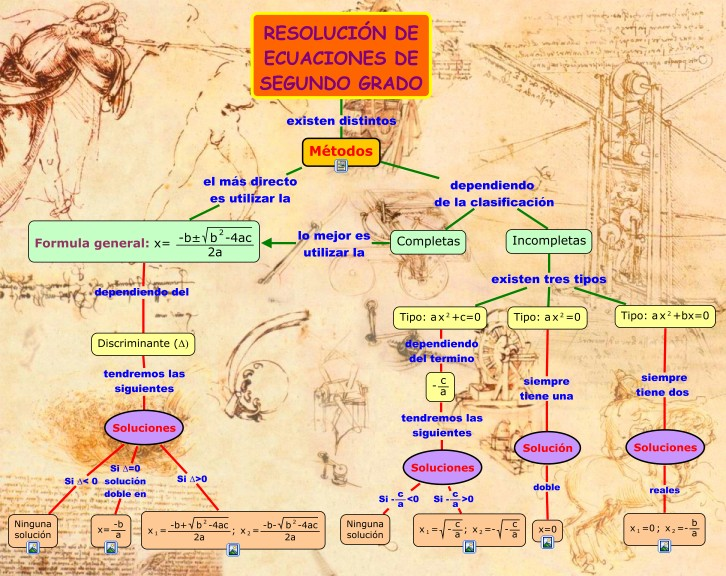 RESOLUCIÓN DE
ECUACIONES DE
SEGUNDO GRADO
existen distintos
Métodos
el más directo
es utilizar la
dependiendo
de la clasificación
Formula general: x= (-b±√b²-4ac)/2a
lo mejor es
utilizar la
Completas
Incompletas
existen tres tipos
dependiendo del
Discriminante (Δ)
tendremos las
siguientes
Soluciones
Si Δ< 0
Si Δ=0
solución
doble en
Si Δ>0
Ninguna
solución
x= -b/a
x₁= (-b+√b²-4ac)/2a ; x₂= (-b-√b²-4ac)/2a
Tipo: ax²+c=0
Tipo: ax²=0
Tipo: ax²+bx=0
dependiendo
del termino
-c/a
tendremos las
siguientes
Soluciones
Si -c/a<0
Si -c/a>0
Ninguna
solución
x₁=√-c/a ; x₂=-√-c/a
siempre
tiene una
Solución
doble
x=0
siempre
tiene dos
Soluciones
reales
x₁=0 ; x₂=-b/a